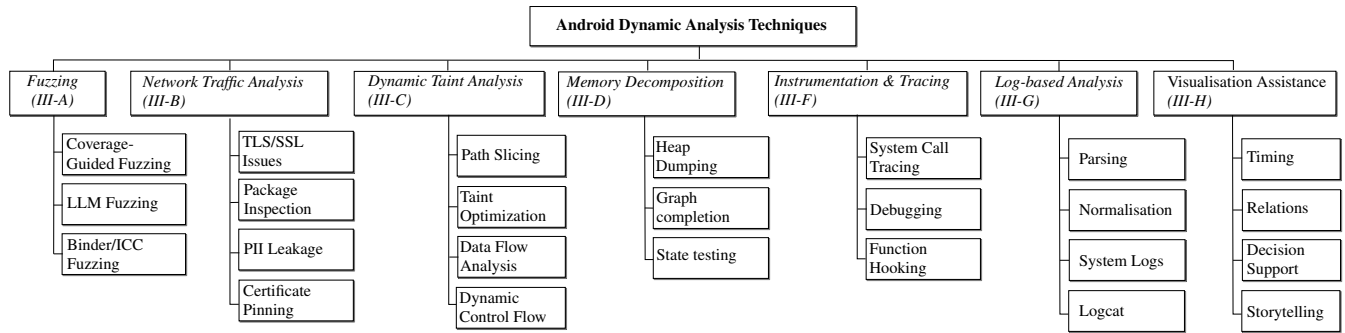 Android Dynamic Analysis Techniques
Fuzzing
(III-A)
Network Traffic Analysis
(III-B)
Dynamic Taint Analysis
(III-C)
Memory Decomposition
(III-D)
Instrumentation & Tracing
(III-F)
Log-based Analysis
(III-G)
Visualisation Assistance
(III-H)
Coverage-
Guided Fuzzing
LLM Fuzzing
Binder/ICC
Fuzzing
TLS/SSL
Issues
Package
Inspection
PII Leakage
Certificate
Pinning
Path Slicing
Taint
Optimization
Data Flow
Analysis
Dynamic
Control Flow
Heap
Dumping
Graph
completion
State testing
System Call
Tracing
Debugging
Function
Hooking
Parsing
Normalisation
System Logs
Logcat
Timing
Relations
Decision
Support
Storytelling